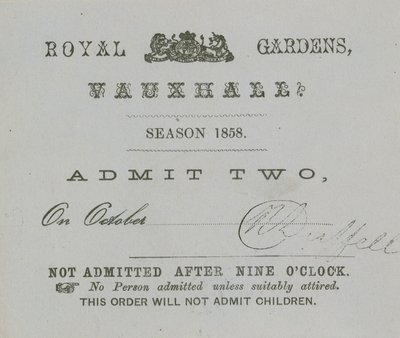 ROYAL GARDENS,
VAUXHALL.
SEASON 1858.
ADMIT TWO,
On October
NOT ADMITTED AFTER NINE O'CLOCK.
☞ No Person admitted unless suitably attired.
THIS ORDER WILL NOT ADMIT CHILDREN.